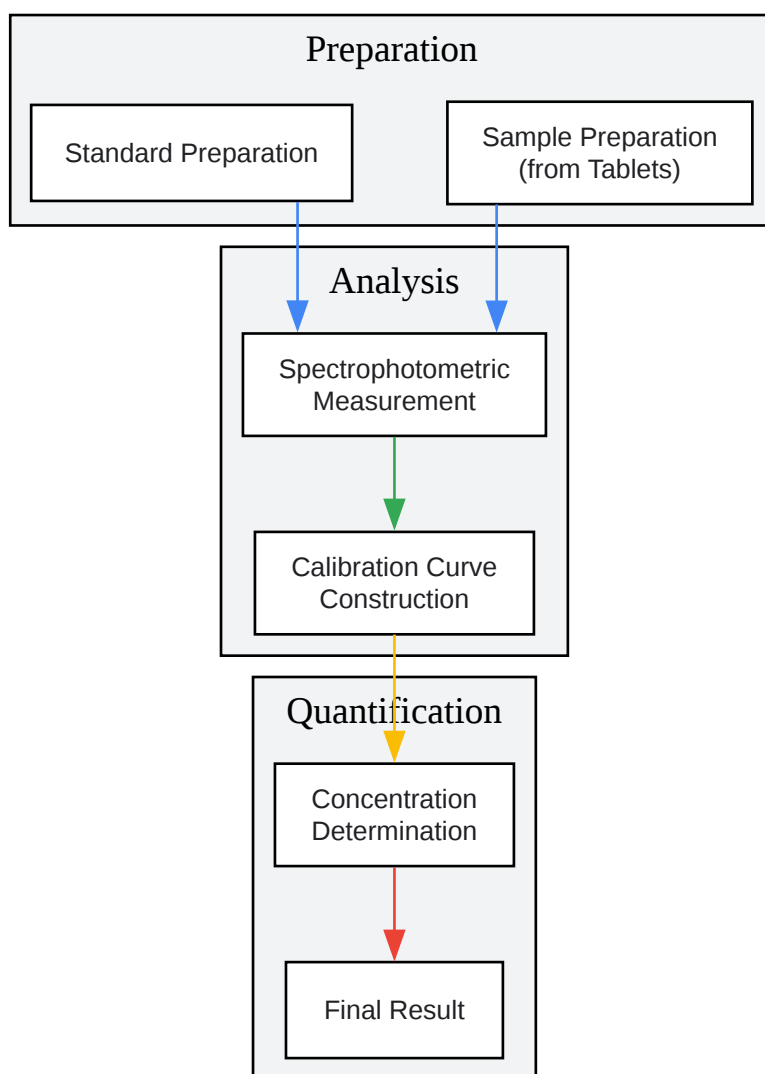 Preparation
Standard Preparation
Sample Preparation
(from Tablets)
Analysis
Spectrophotometric
Measurement
Calibration Curve
Construction
Quantification
Concentration
Determination
Final Result